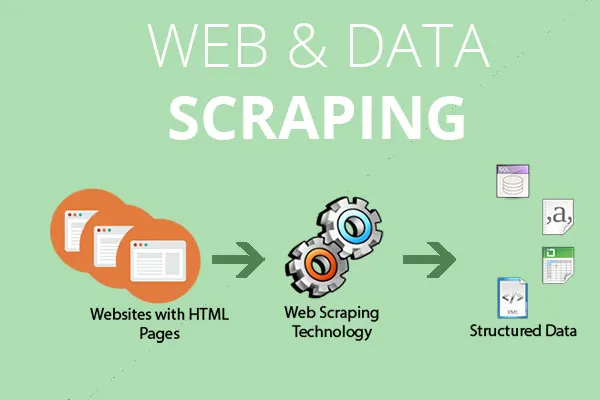 WEB & DATA
SCRAPING
SQL
,a,
</>
XML
Websites with HTML
Pages
Web Scraping
Technology
Structured Data